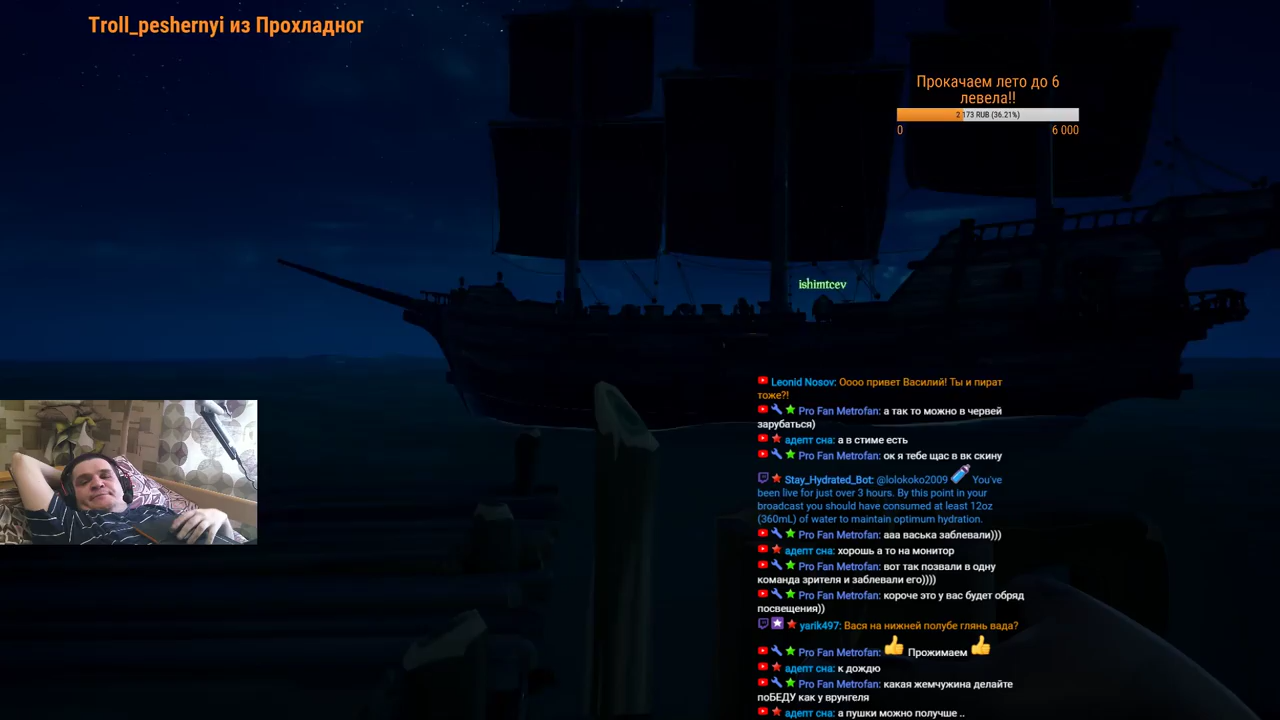 Troll_peshernyi из Прохладног
Прокачаем лето до 6
левела!!
2 173 RUB (36.21%)
0
6 000
ishimtcev
Leonid Nosov: Оооо привет Василий! Ты и пират
тоже?!
Pro Fan Metrofan: а так то можно в червей
зарубаться)
адепт сна: а в стиме есть
Pro Fan Metrofan: ок я тебе щас в вк скину
Stay_Hydrated_Bot: @lolokoko2009 You've
been live for just over 3 hours. By this point in your
broadcast you should have consumed at least 12oz
(360mL) of water to maintain optimum hydration.
Pro Fan Metrofan: ааа васька заблевали)))
адепт сна: хорошь а то на монитор
Pro Fan Metrofan: вот так позвали в одну
команда зрителя и заблевали его))))
Pro Fan Metrofan: короче это у вас будет обряд
посвещения))
yarik497: Вася на нижней полубе глянь вада?
Pro Fan Metrofan: Прожимаем
адепт сна: к дождю
Pro Fan Metrofan: какая жемчужина делайте
поБЕДУ как у врунгеля
адепт сна: а пушки можно получше ..